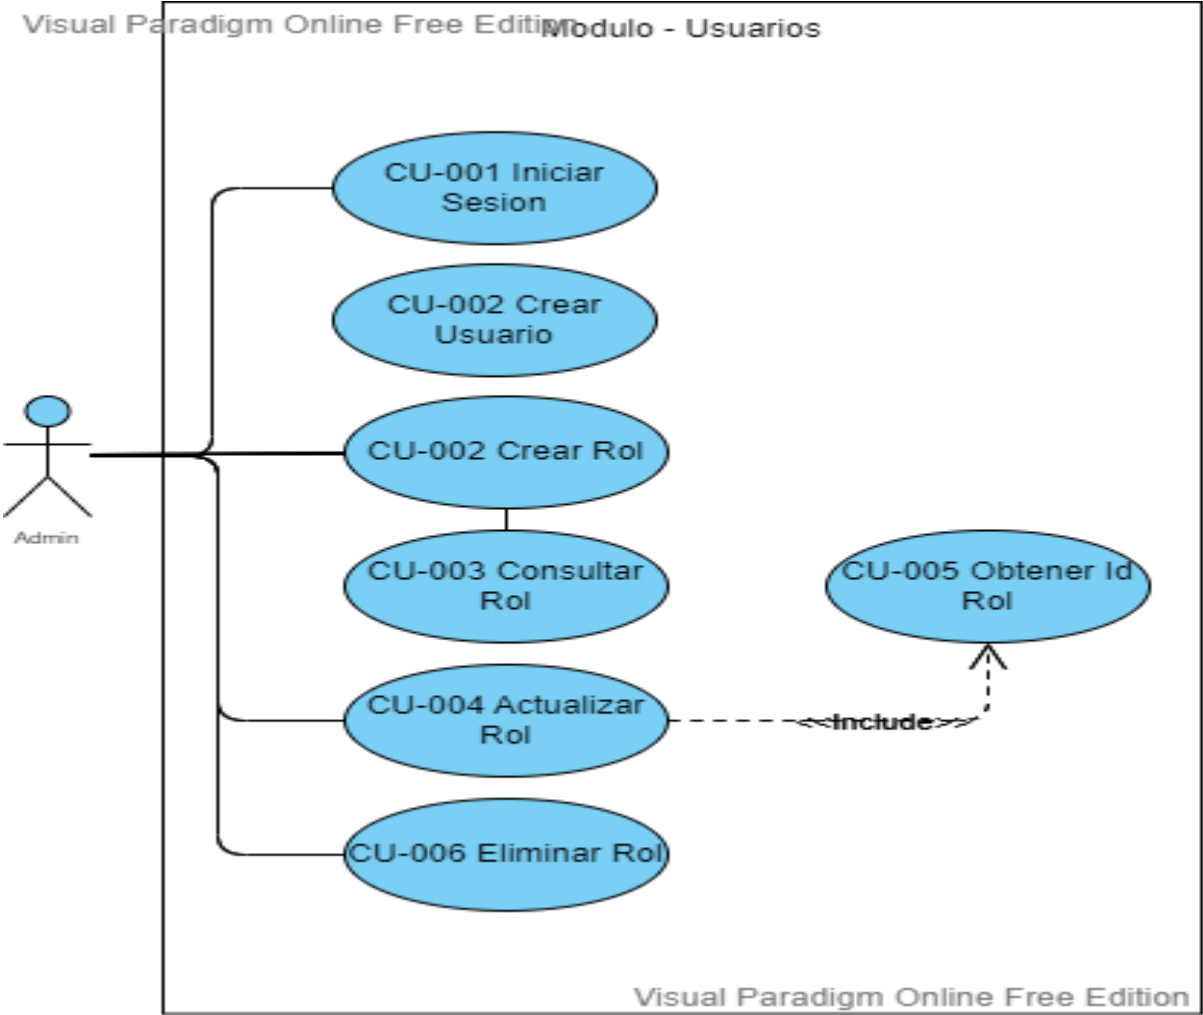 Visual Paradigm Online Free Edition
Modulo - Usuarios
CU-001 Iniciar
Sesion
CU-002 Crear
Usuario
CU-002 Crear Rol
Admin
CU-003 Consultar
Rol
CU-005 Obtener Id
Rol
CU-004 Actualizar
Rol
<<Include>>
CU-006 Eliminar Rol
Visual Paradigm Online Free Edition